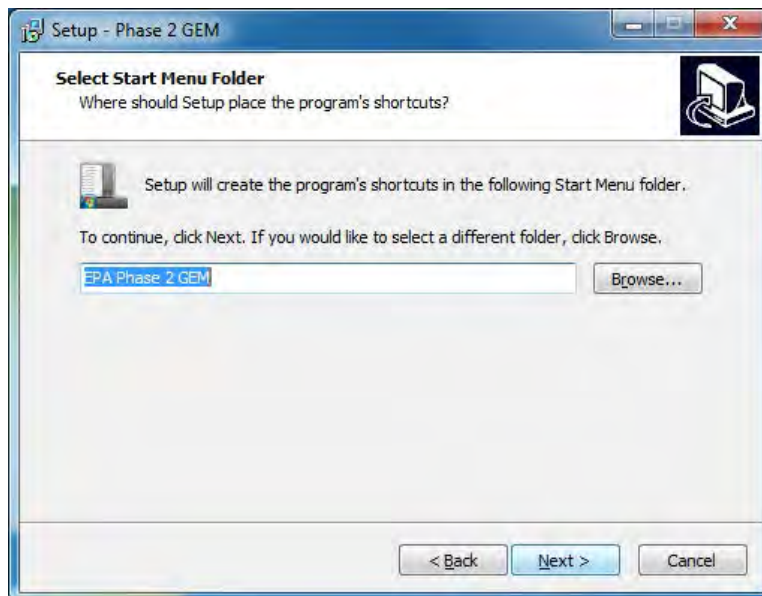 Setup - Phase 2 GEM
Select Start Menu Folder
Where should Setup place the program's shortcuts?
Setup will create the program's shortcuts in the following Start Menu folder.
To continue, click Next. If you would like to select a different folder, click Browse.
EPA Phase 2 GEM
Browse...
< Back
Next >
Cancel